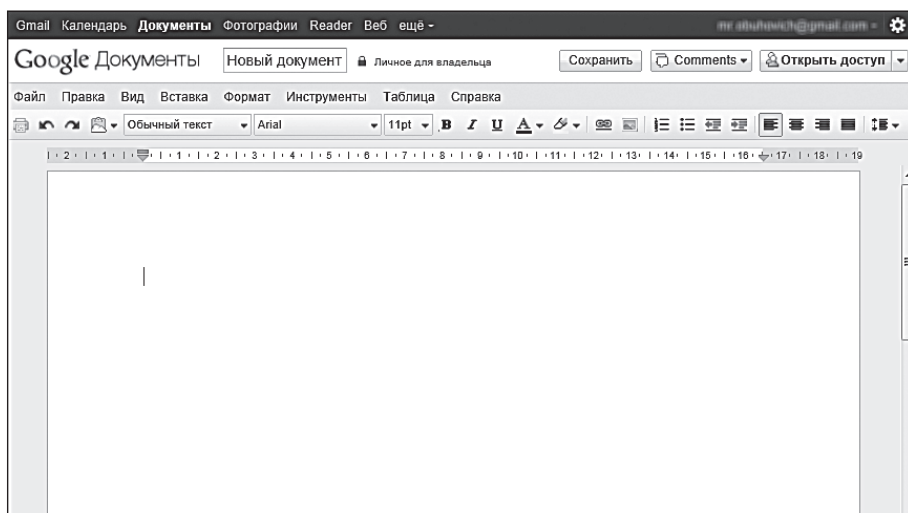 Gmail Календарь Документы Фотографии Reader Веб ещё
Google Документы Новый документ Личное для владельца Сохранить Comments Открыть доступ
Файл Правка Вид Вставка Формат Инструменты Таблица Справка
Обычный текст Arial 11pt B I U A
2 1 1 2 3 4 5 6 7 8 9 10 11 12 13 14 15 16 17 18 19